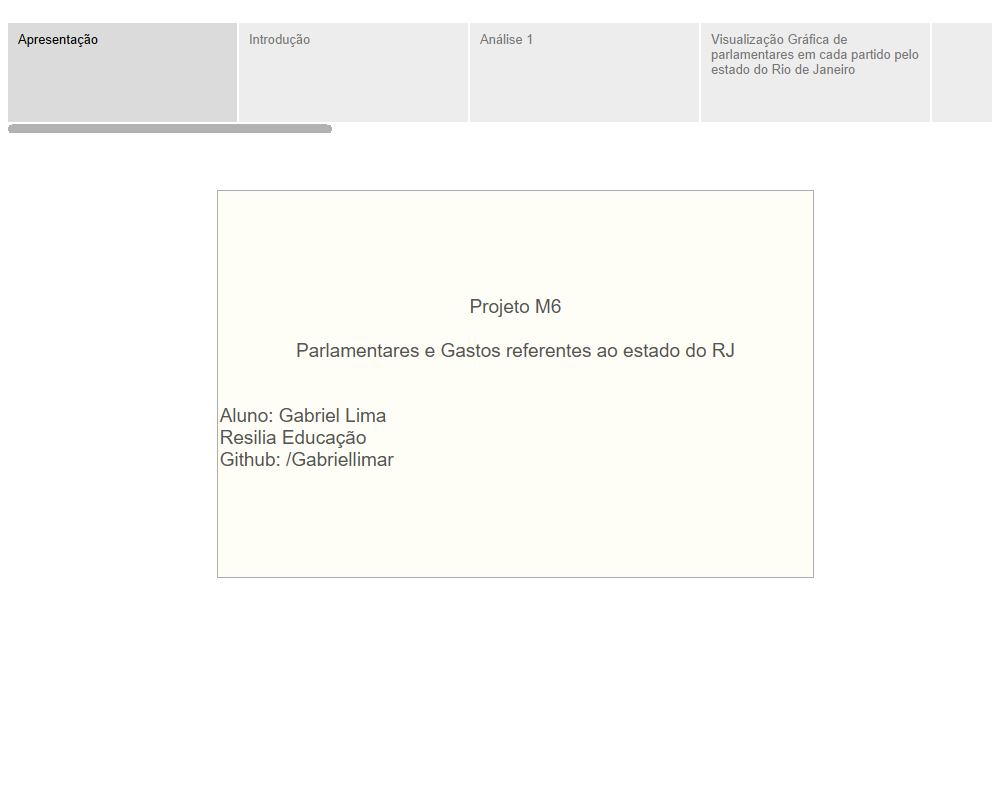 Apresentação
Introdução
Análise 1
Visualização Gráfica de
parlamentares em cada partido pelo
estado do Rio de Janeiro
Projeto M6
Parlamentares e Gastos referentes ao estado do RJ
Aluno: Gabriel Lima
Resilia Educação
Github: /Gabriellimar